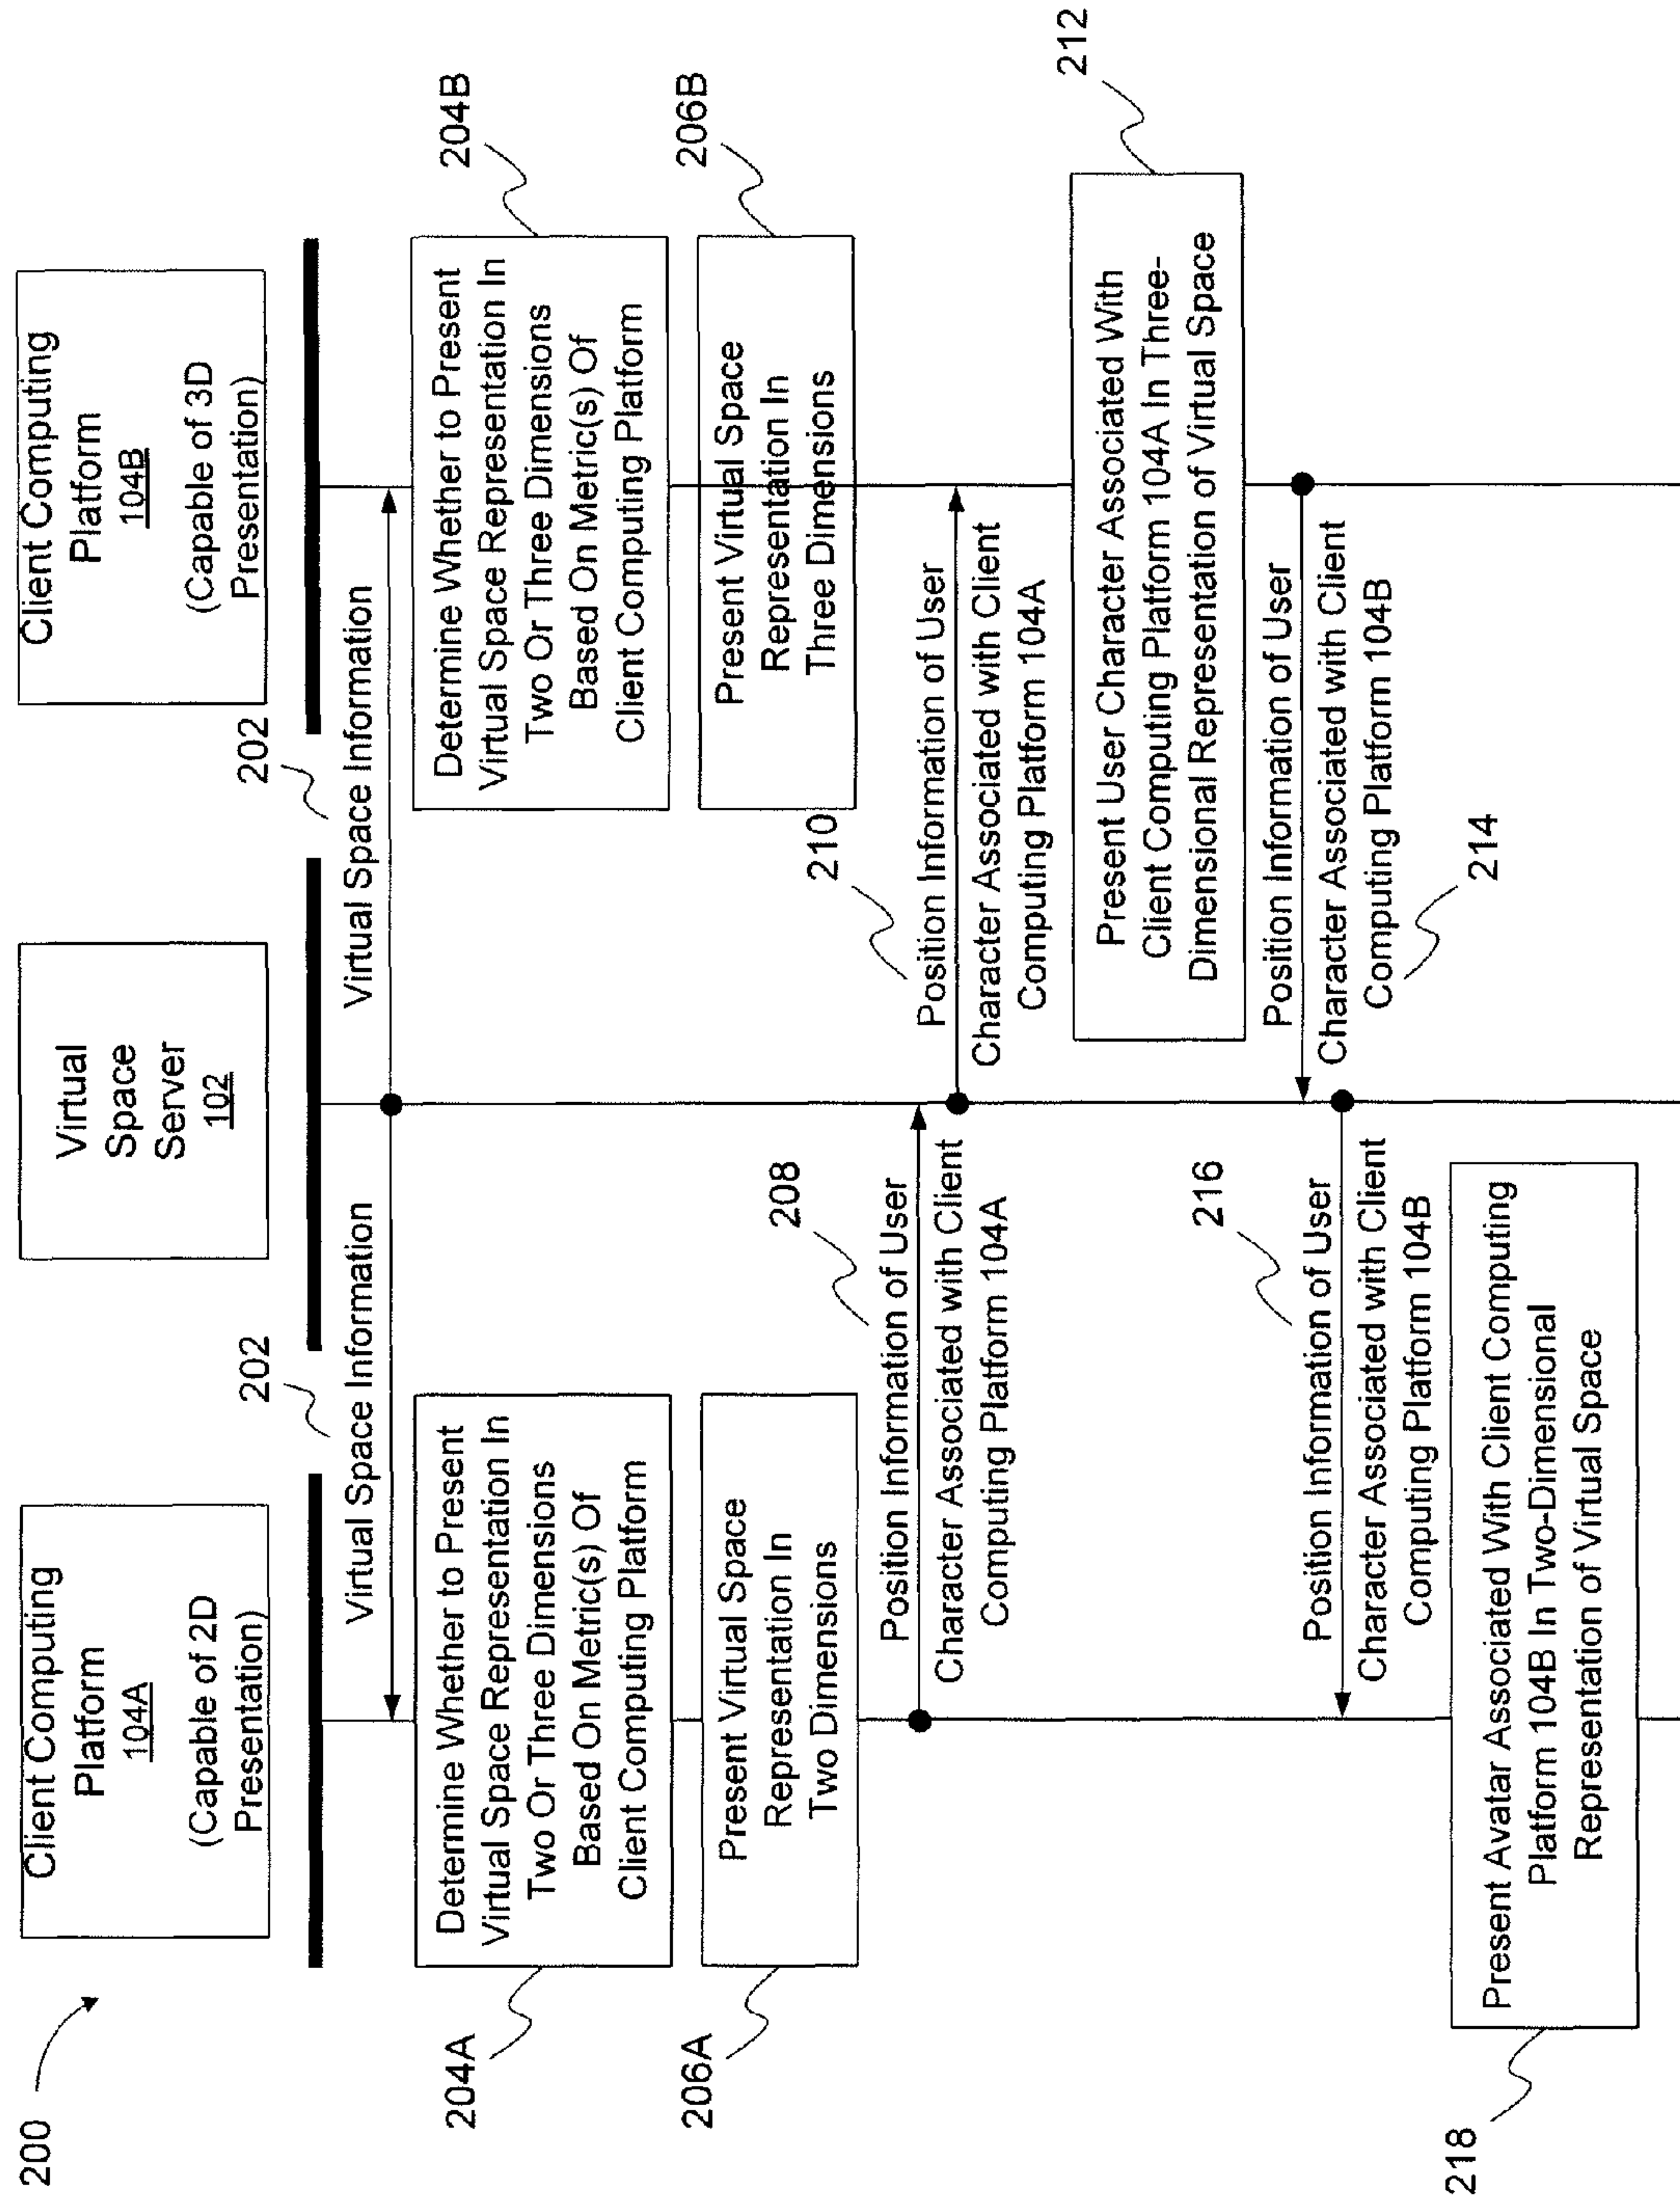 200
Client Computing
Platform
104A
(Capable of 2D
Presentation)
Virtual
Space
Server
102
Client Computing
Platform
104B
(Capable of 3D
Presentation)
202
202
Virtual Space Information
Virtual Space Information
204A
Determine Whether to Present
Virtual Space Representation In
Two Or Three Dimensions
Based On Metric(s) Of
Client Computing Platform
Determine Whether to Present
Virtual Space Representation In
Two Or Three Dimensions
Based On Metric(s) Of
Client Computing Platform
204B
206A
Present Virtual Space
Representation In
Two Dimensions
Present Virtual Space
Representation In
Three Dimensions
206B
208
Position Information of User
Character Associated with Client
Computing Platform 104A
210
Position Information of User
Character Associated with Client
Computing Platform 104A
Present User Character Associated With
Client Computing Platform 104A In Three-
Dimensional Representation of Virtual Space
212
Position Information of User
Character Associated with Client
Computing Platform 104B
214
216
Position Information of User
Character Associated with Client
Computing Platform 104B
Present Avatar Associated With Client Computing
Platform 104B In Two-Dimensional
Representation of Virtual Space
218